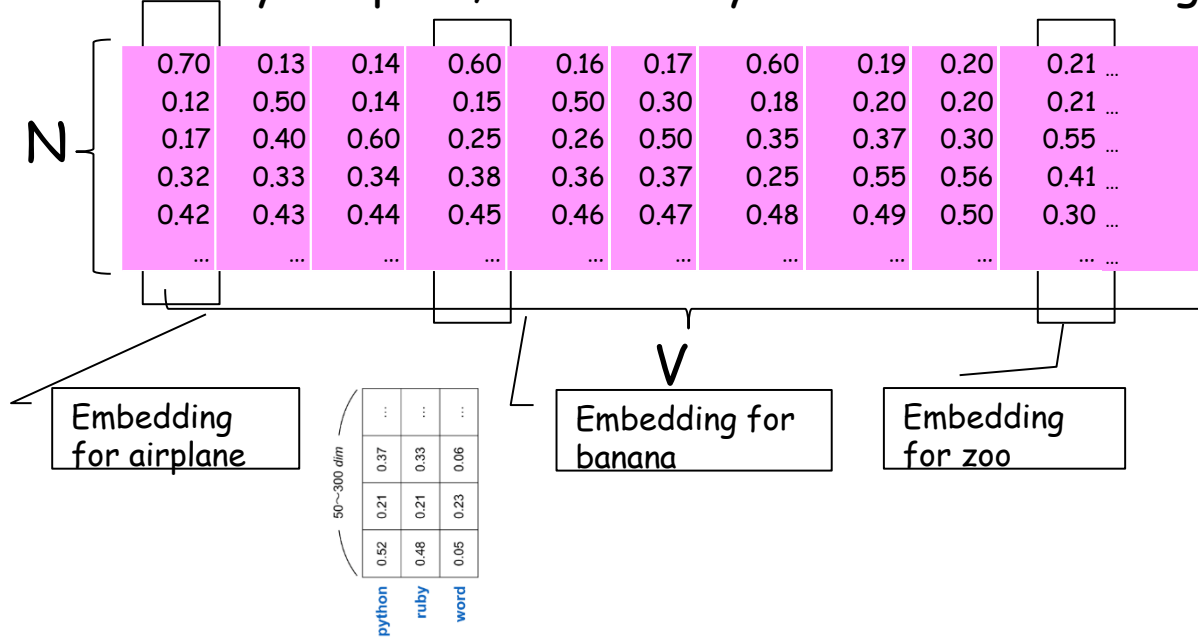 N
0.70 0.13 0.14 0.60 0.16 0.17 0.60 0.19 0.20 0.21 ...
0.12 0.50 0.14 0.15 0.50 0.30 0.18 0.20 0.20 0.21 ...
0.17 0.40 0.60 0.25 0.26 0.50 0.35 0.37 0.30 0.55 ...
0.32 0.33 0.34 0.38 0.36 0.37 0.25 0.55 0.56 0.41 ...
0.42 0.43 0.44 0.45 0.46 0.47 0.48 0.49 0.50 0.30 ...
... ... ... ... ... ... ... ... ... ... ...
V
Embedding
for airplane
50~300 dim
python 0.52 0.21 0.37 ...
ruby 0.48 0.21 0.33 ...
word 0.05 0.23 0.06 ...
Embedding for
banana
Embedding
for zoo